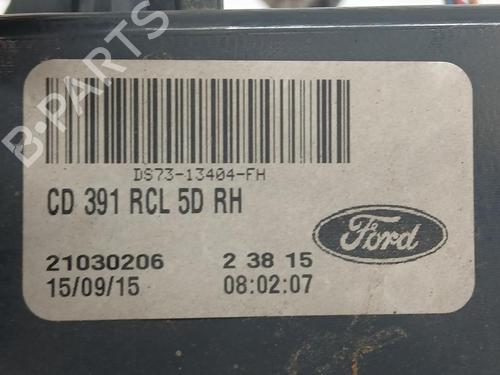 B-PARTS
DS73-13404-FH
CD 391 RCL 5D RH
Ford
21030206 2 38 15
15/09/15 08:02:07